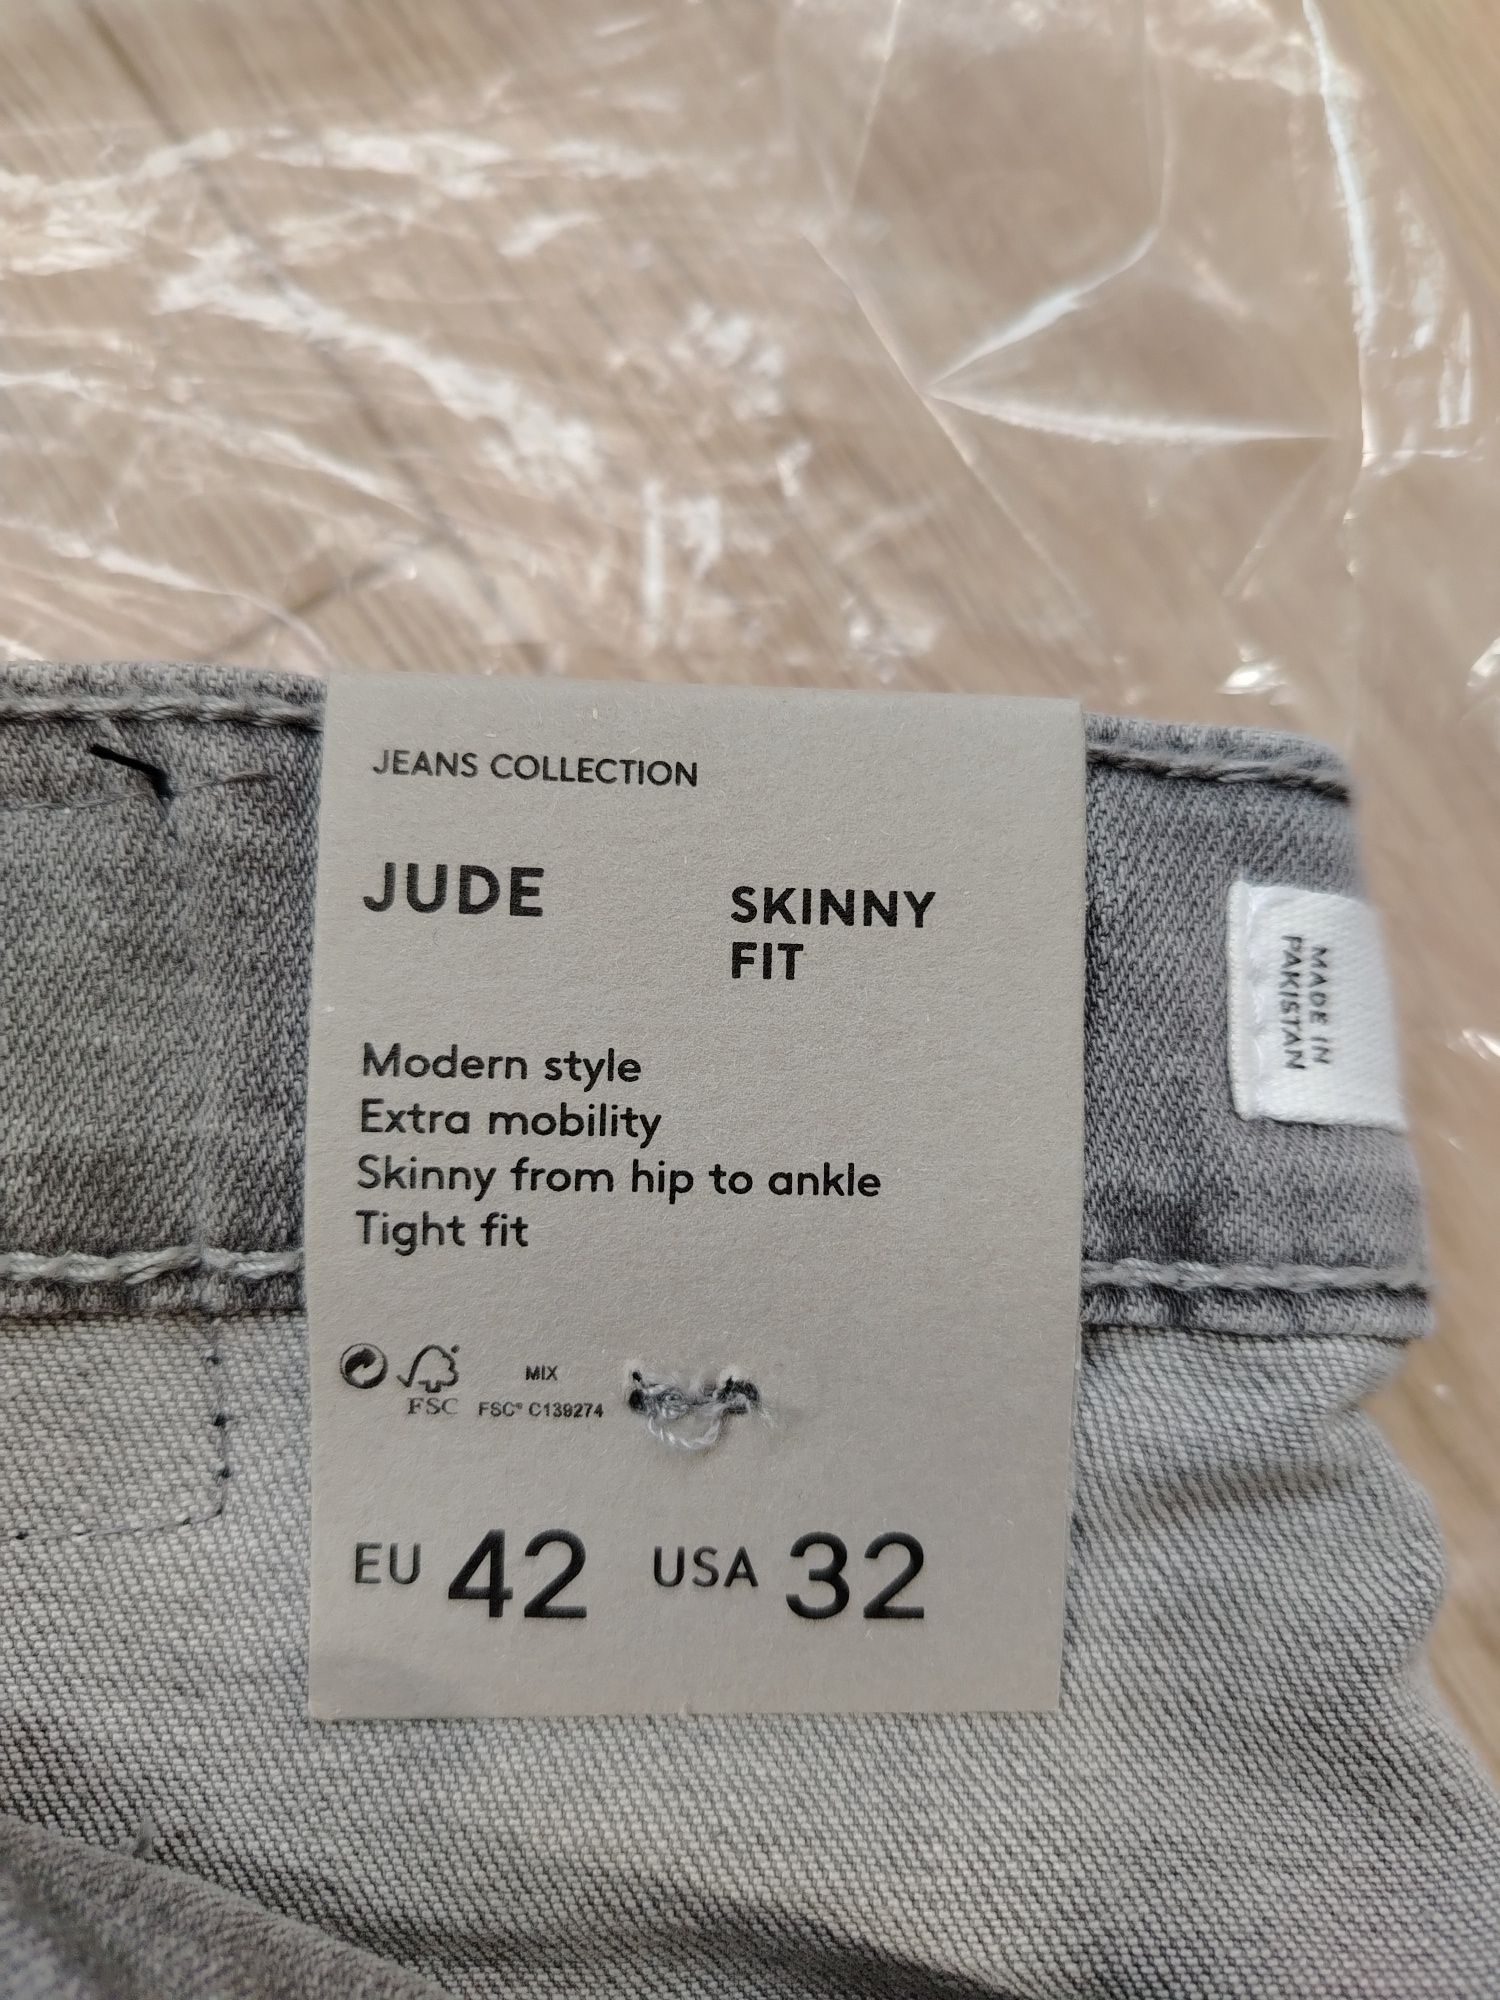 JEANS COLLECTION
JUDE
SKINNY
FIT
Modern style
Extra mobility
Skinny from hip to ankle
Tight fit
FSC
MIX
FSC® C139274
EU 42 USA 32
MADE IN
PAKISTAN